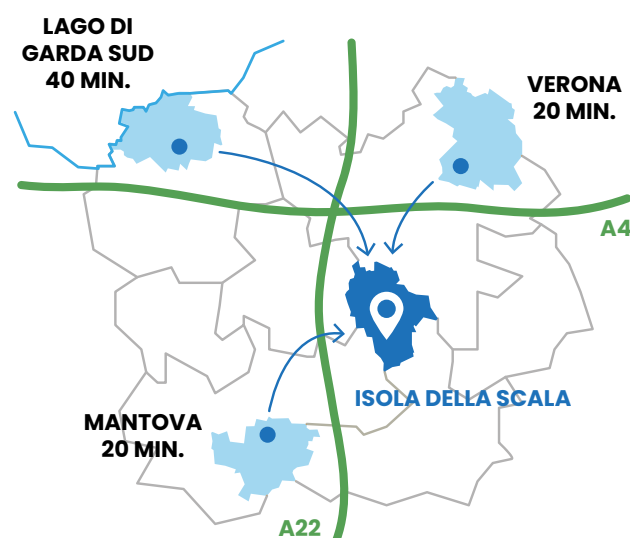 LAGO DI
GARDA SUD
40 MIN.
VERONA
20 MIN.
A4
ISOLA DELLA SCALA
MANTOVA
20 MIN.
A22